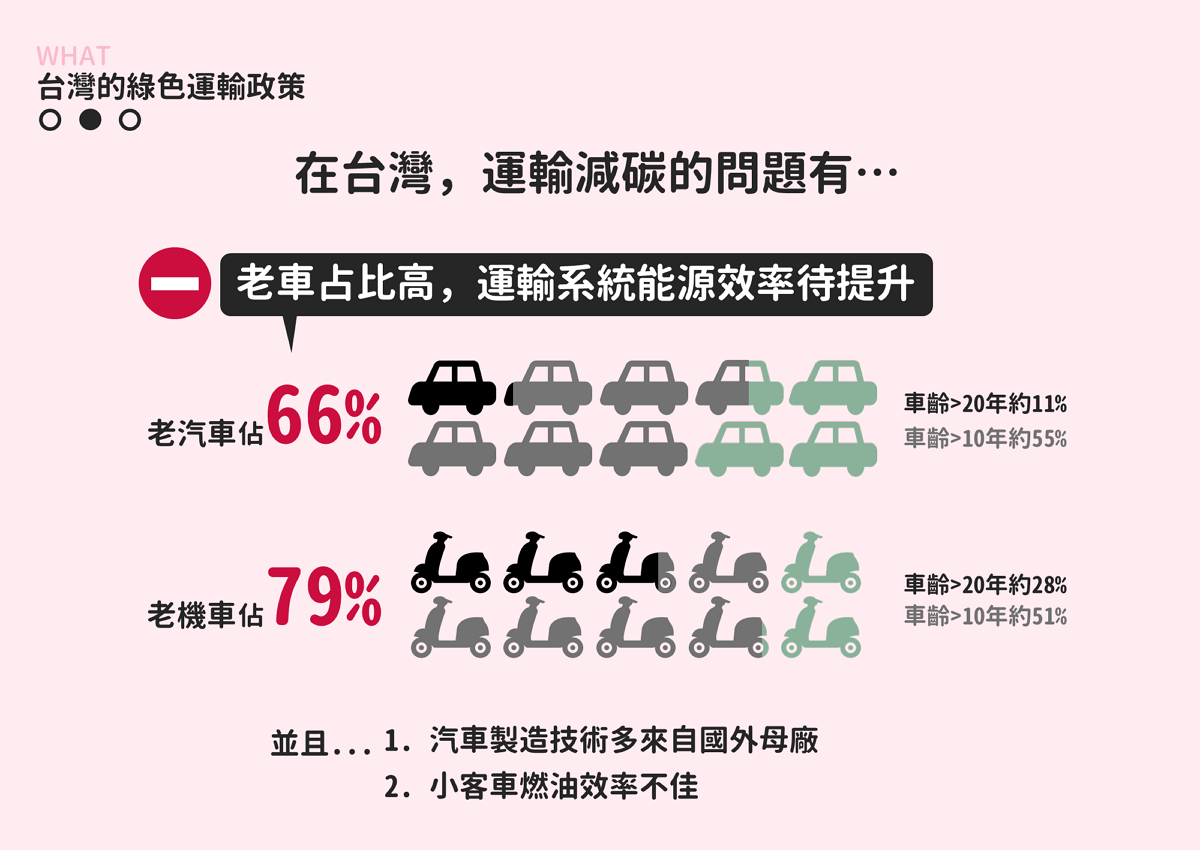 WHAT
台灣的綠色運輸政策
在台灣，運輸減碳的問題有…
老車占比高，運輸系統能源效率待提升
老汽車佔66%
車齡>20年約11%
車齡>10年約55%
老機車佔79%
車齡>20年約28%
車齡>10年約51%
並且... 1. 汽車製造技術多來自國外母廠
2. 小客車燃油效率不佳